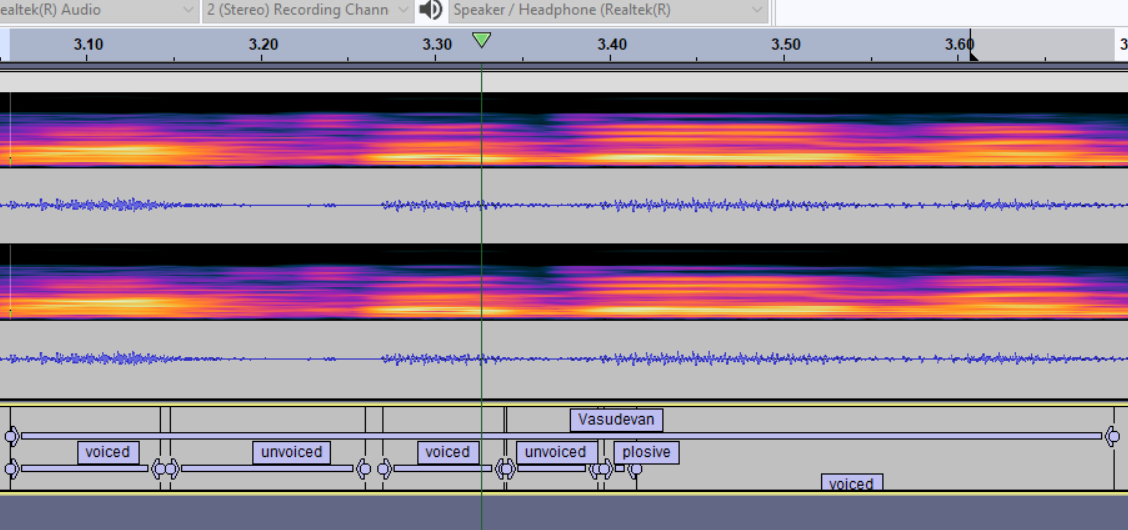 ealtek(R) Audio 2 (Stereo) Recording Chann Speaker / Headphone (Realtek(R)
3.10 3.20 3.30 3.40 3.50 3.60 3
Vasudevan
voiced unvoiced voiced unvoiced plosive
voiced